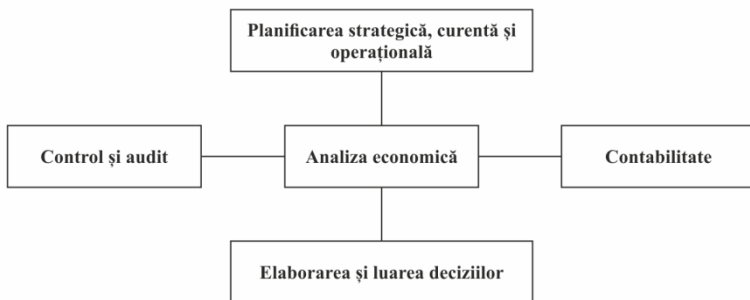 Planificarea strategică, curentă și
operațională
Control și audit
Analiza economică
Contabilitate
Elaborarea și luarea deciziilor